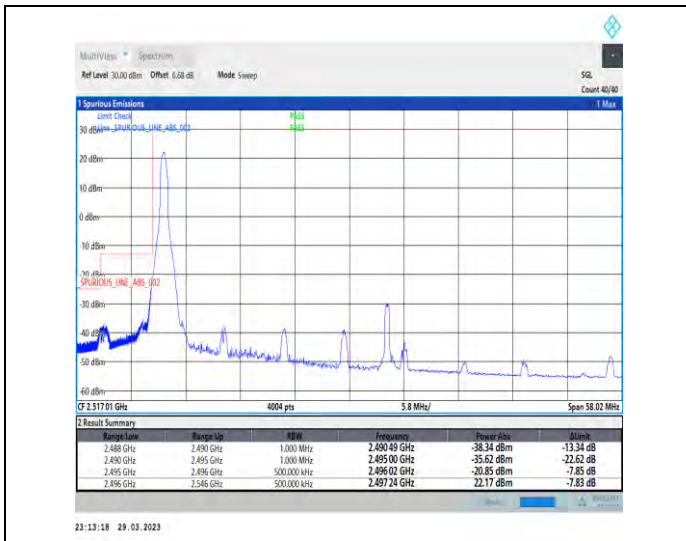 MultiView Spectrum
Ref Level 30.00 dBm Offset 6.68 dB Mode Sweep SGL
Count 40/40
1 Spurious Emissions 1 Max
Limit Check PASS
30 dBm Line _SPURIOUS_LINE_ABS_002 PASS
20 dBm
10 dBm
0 dBm
-10 dBm
-20 dBm
_SPURIOUS_LINE_ABS_002
-30 dBm
-40 dBm
-50 dBm
-60 dBm
CF 2.517 01 GHz 4004 pts 5.8 MHz/ Span 58.02 MHz
2 Result Summary
Range Low Range Up RBW Frequency Power Abs ΔLimit
2.488 GHz 2.490 GHz 1.000 MHz 2.490 49 GHz -38.34 dBm -13.34 dB
2.490 GHz 2.495 GHz 1.000 MHz 2.495 00 GHz -35.62 dBm -22.62 dB
2.495 GHz 2.496 GHz 500.000 kHz 2.496 02 GHz -20.85 dBm -7.85 dB
2.496 GHz 2.546 GHz 500.000 kHz 2.497 24 GHz 22.17 dBm -7.83 dB
23:13:18 29.03.2023